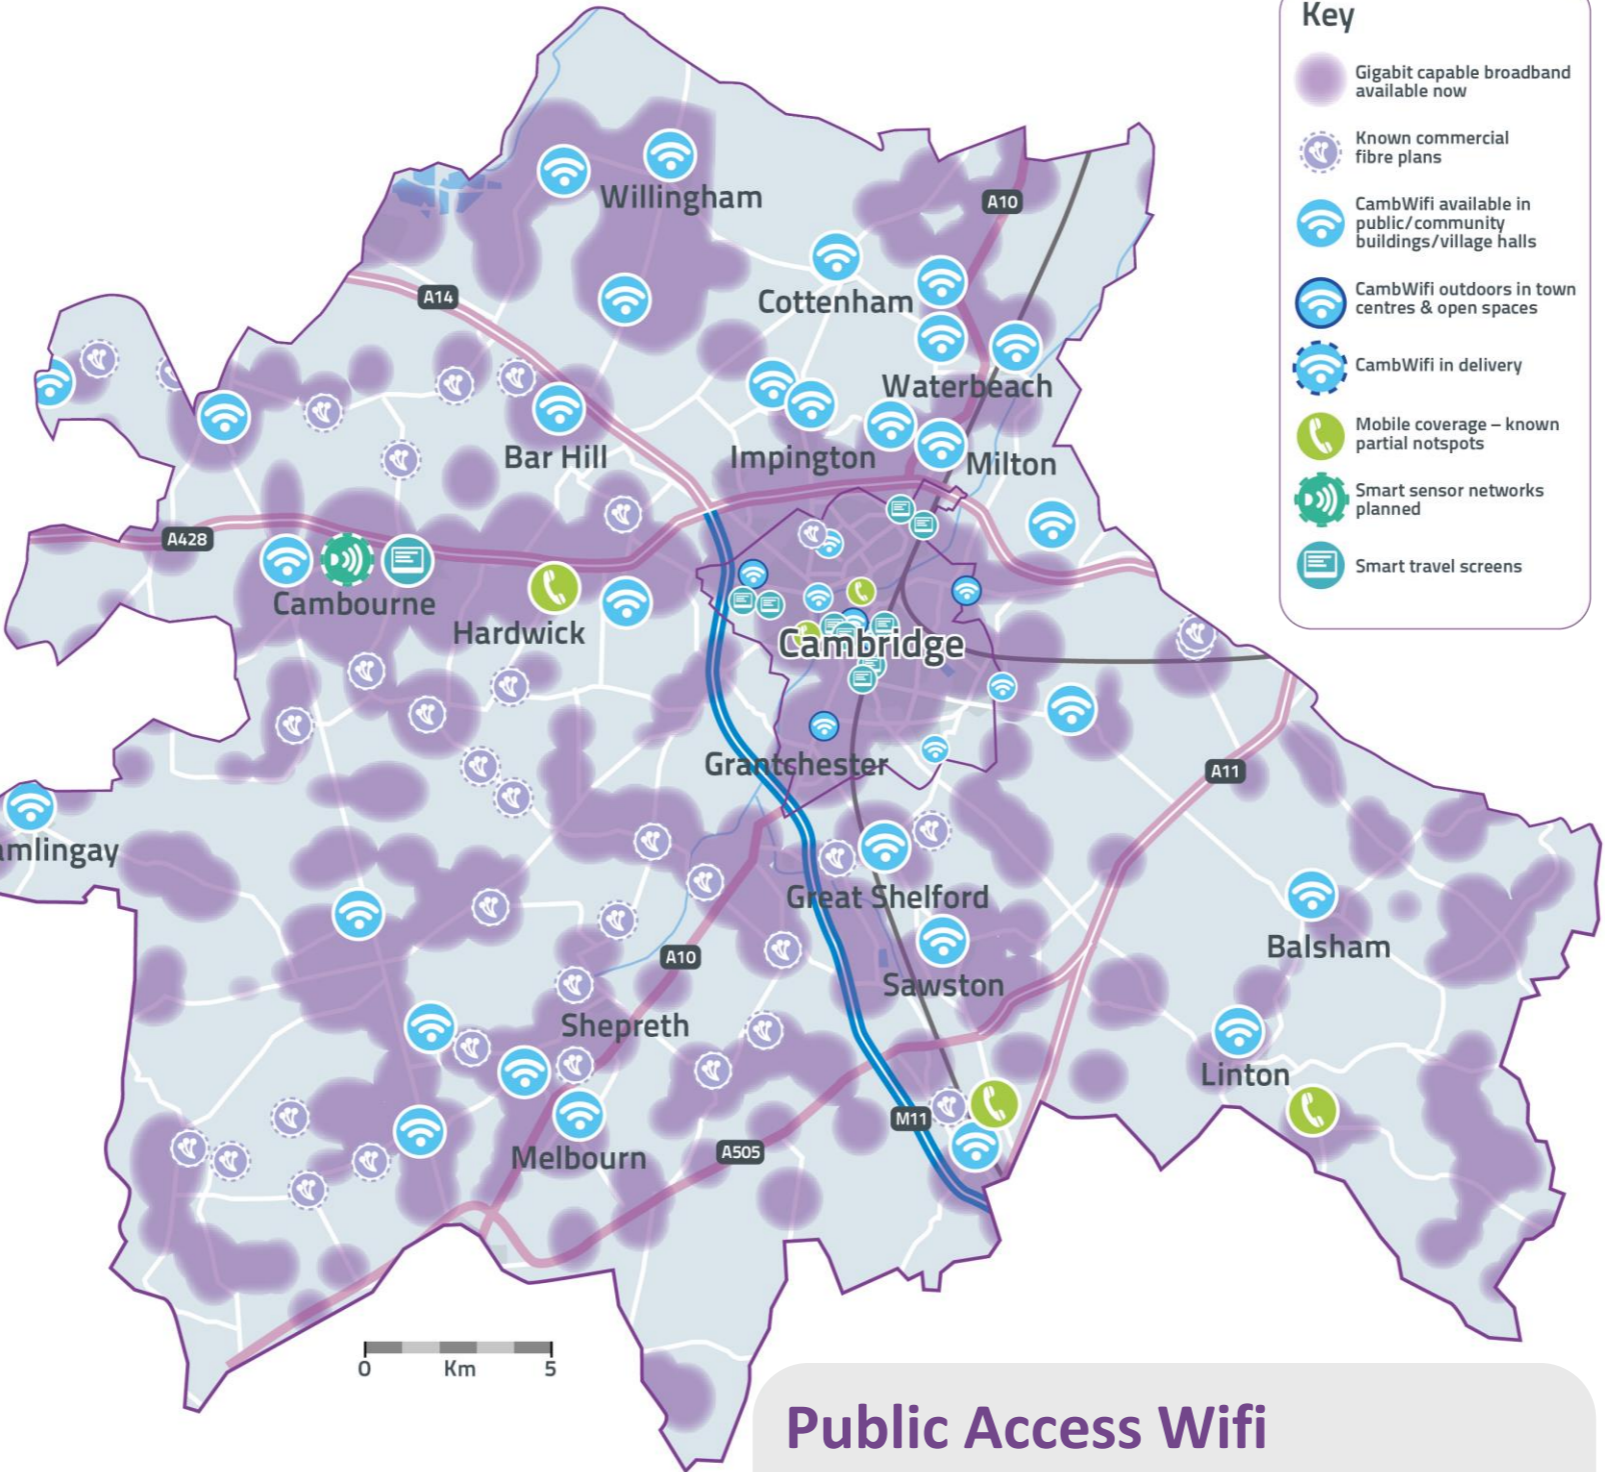 Key
Gigabit capable broadband
available now
Known commercial
fibre plans
CambWifi available in
public/community
buildings/village halls
CambWifi outdoors in town
centres & open spaces
CambWifi in delivery
Mobile coverage – known
partial notspots
Smart sensor networks
planned
Smart travel screens
Willingham
A10
A14
Cottenham
Waterbeach
Bar Hill
Impington
Milton
A428
Cambourne
Hardwick
Cambridge
Grantchester
A11
amlingay
Great Shelford
Balsham
A10
Sawston
Shepreth
Linton
M11
A505
Melbourn
0
Km
5
Public Access Wifi